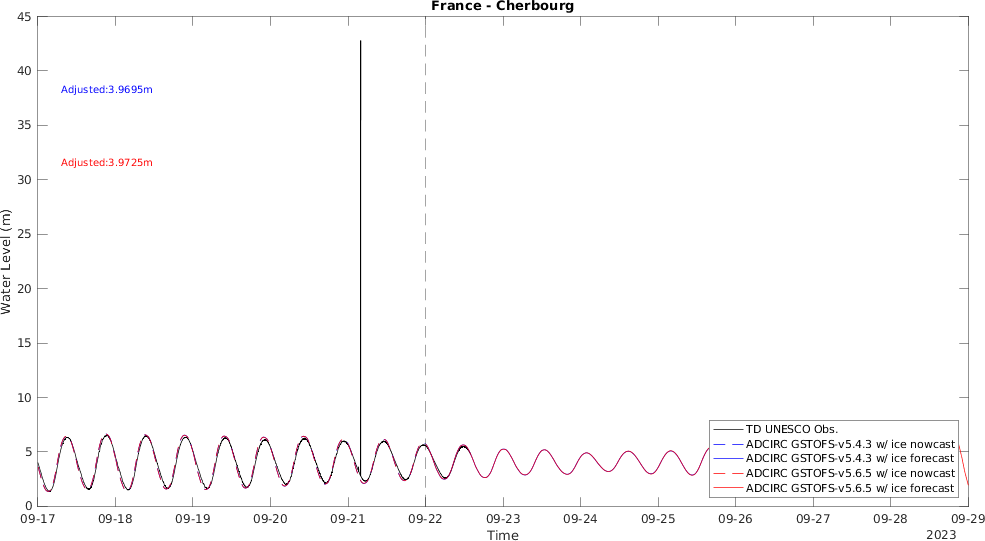 France - Cherbourg
45
40
35
30
25
20
15
10
5
0
Water Level (m)
Adjusted:3.9695m
Adjusted:3.9725m
TD UNESCO Obs.
ADCIRC GSTOFS-v5.4.3 w/ ice nowcast
ADCIRC GSTOFS-v5.4.3 w/ ice forecast
ADCIRC GSTOFS-v5.6.5 w/ ice nowcast
ADCIRC GSTOFS-v5.6.5 w/ ice forecast
09-17 09-18 09-19 09-20 09-21 09-22 09-23 09-24 09-25 09-26 09-27 09-28 09-29
Time
2023